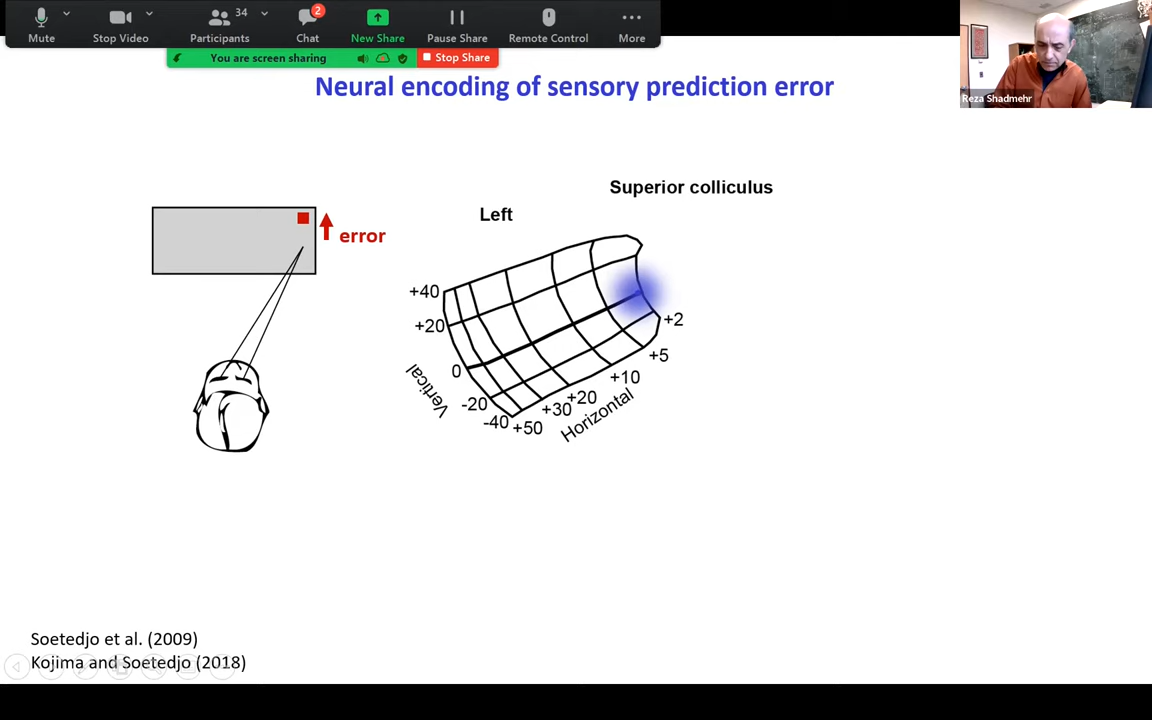 Mute
Stop Video
34
Participants
2
Chat
New Share
Pause Share
Remote Control
More
You are screen sharing
Stop Share
Reza Shadmehr
Neural encoding of sensory prediction error
Superior colliculus
Left
error
+40
+20
0
-20
-40
Vertical
+50
+30
+20
+10
+5
+2
Horizontal
Soetedjo et al. (2009)
Kojima and Soetedjo (2018)